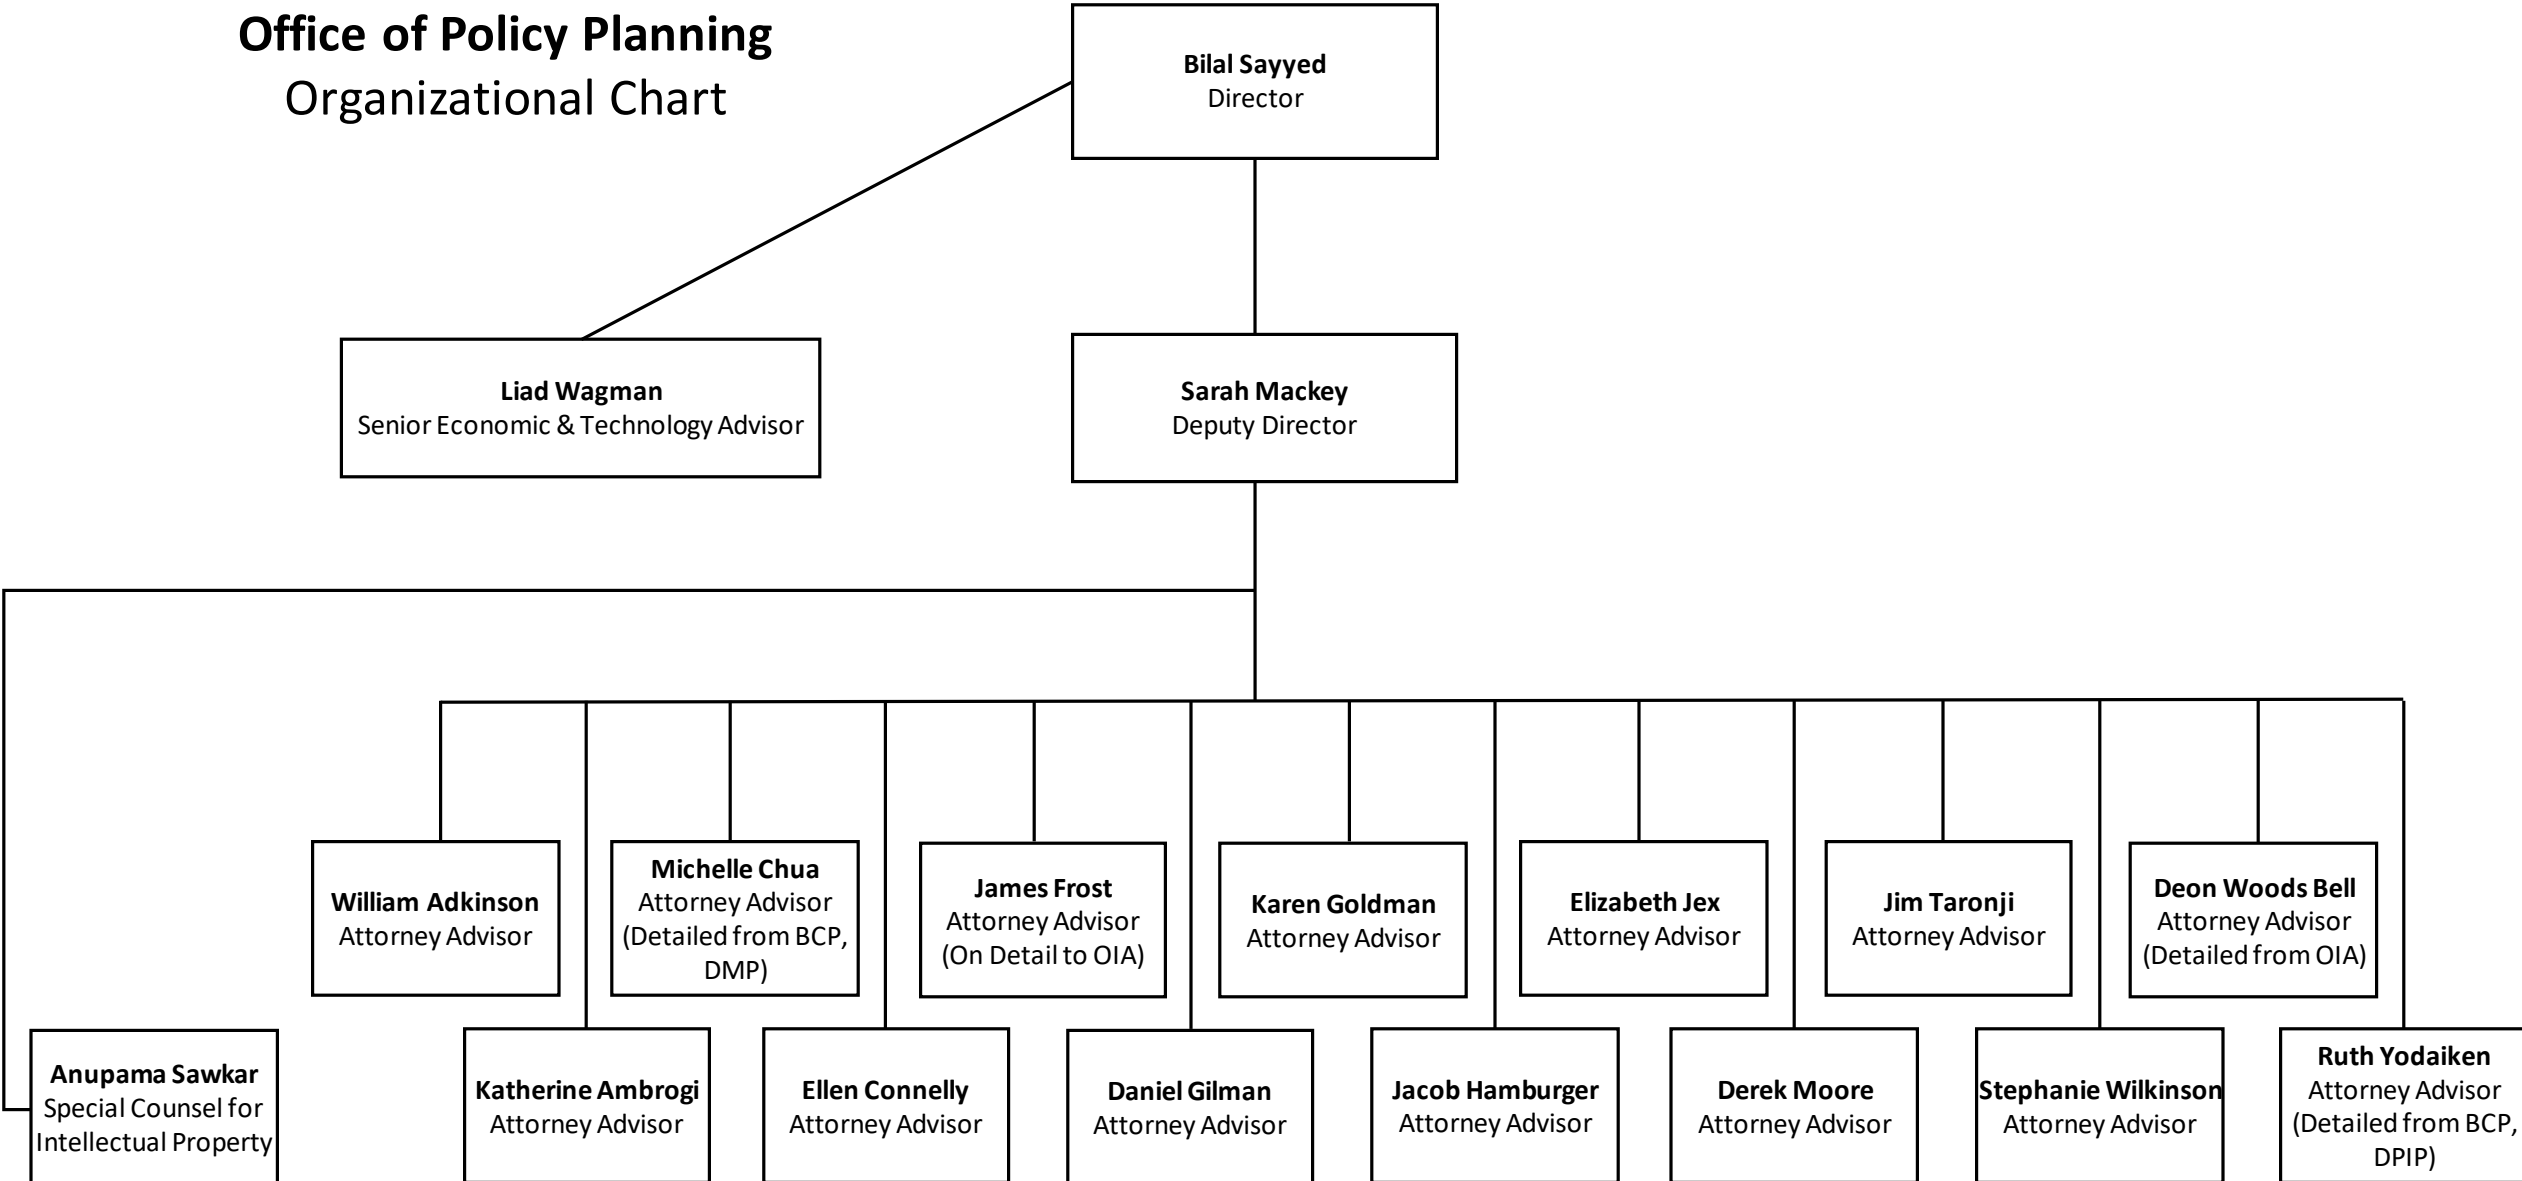 Office of Policy Planning
Organizational Chart
Bilal Sayyed
Director
Liad Wagman
Senior Economic & Technology Advisor
Sarah Mackey
Deputy Director
William Adkinson
Attorney Advisor
Michelle Chua
Attorney Advisor
(Detailed from BCP,
DMP)
James Frost
Attorney Advisor
(On Detail to OIA)
Karen Goldman
Attorney Advisor
Elizabeth Jex
Attorney Advisor
Jim Taronji
Attorney Advisor
Deon Woods Bell
Attorney Advisor
(Detailed from OIA)
Anupama Sawkar
Special Counsel for
Intellectual Property
Katherine Ambrogi
Attorney Advisor
Ellen Connelly
Attorney Advisor
Daniel Gilman
Attorney Advisor
Jacob Hamburger
Attorney Advisor
Derek Moore
Attorney Advisor
Stephanie Wilkinson
Attorney Advisor
Ruth Yodaiken
Attorney Advisor
(Detailed from BCP,
DPIP)